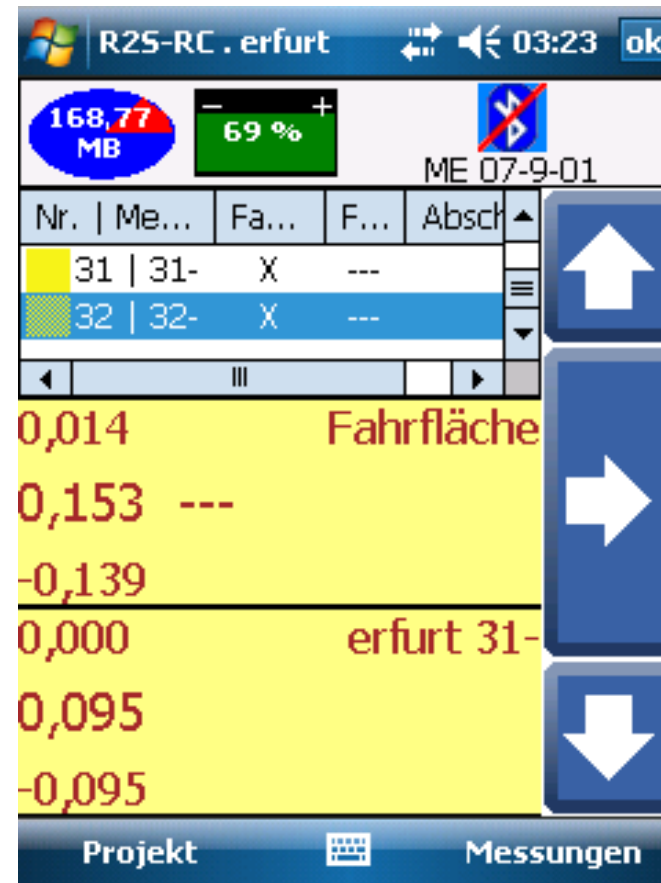 R2S-RC . erfurt 03:23 ok
168,77 MB
− 69 % +
ME 07-9-01
Nr. | Me... Fa... F... Absch
31 | 31- X ---
32 | 32- X ---
0,014 Fahrfläche
0,153 ---
-0,139
0,000 erfurt 31-
0,095
-0,095
Projekt Messungen